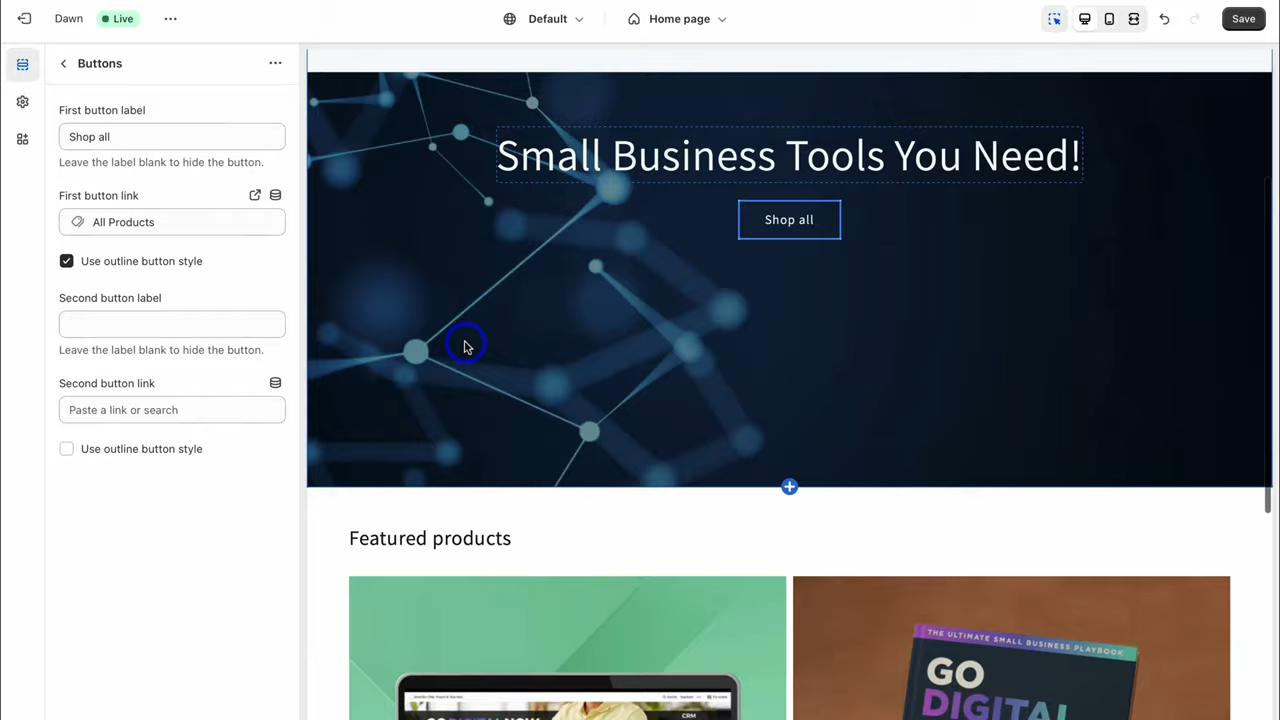 Dawn
Live
Default
Home page
Save
Buttons
First button label
Shop all
Leave the label blank to hide the button.
First button link
All Products
Use outline button style
Second button label
Leave the label blank to hide the button.
Second button link
Paste a link or search
Use outline button style
Small Business Tools You Need!
Shop all
Featured products
THE ULTIMATE SMALL BUSINESS PLAYBOOK
GO
DIGITAL
CRM